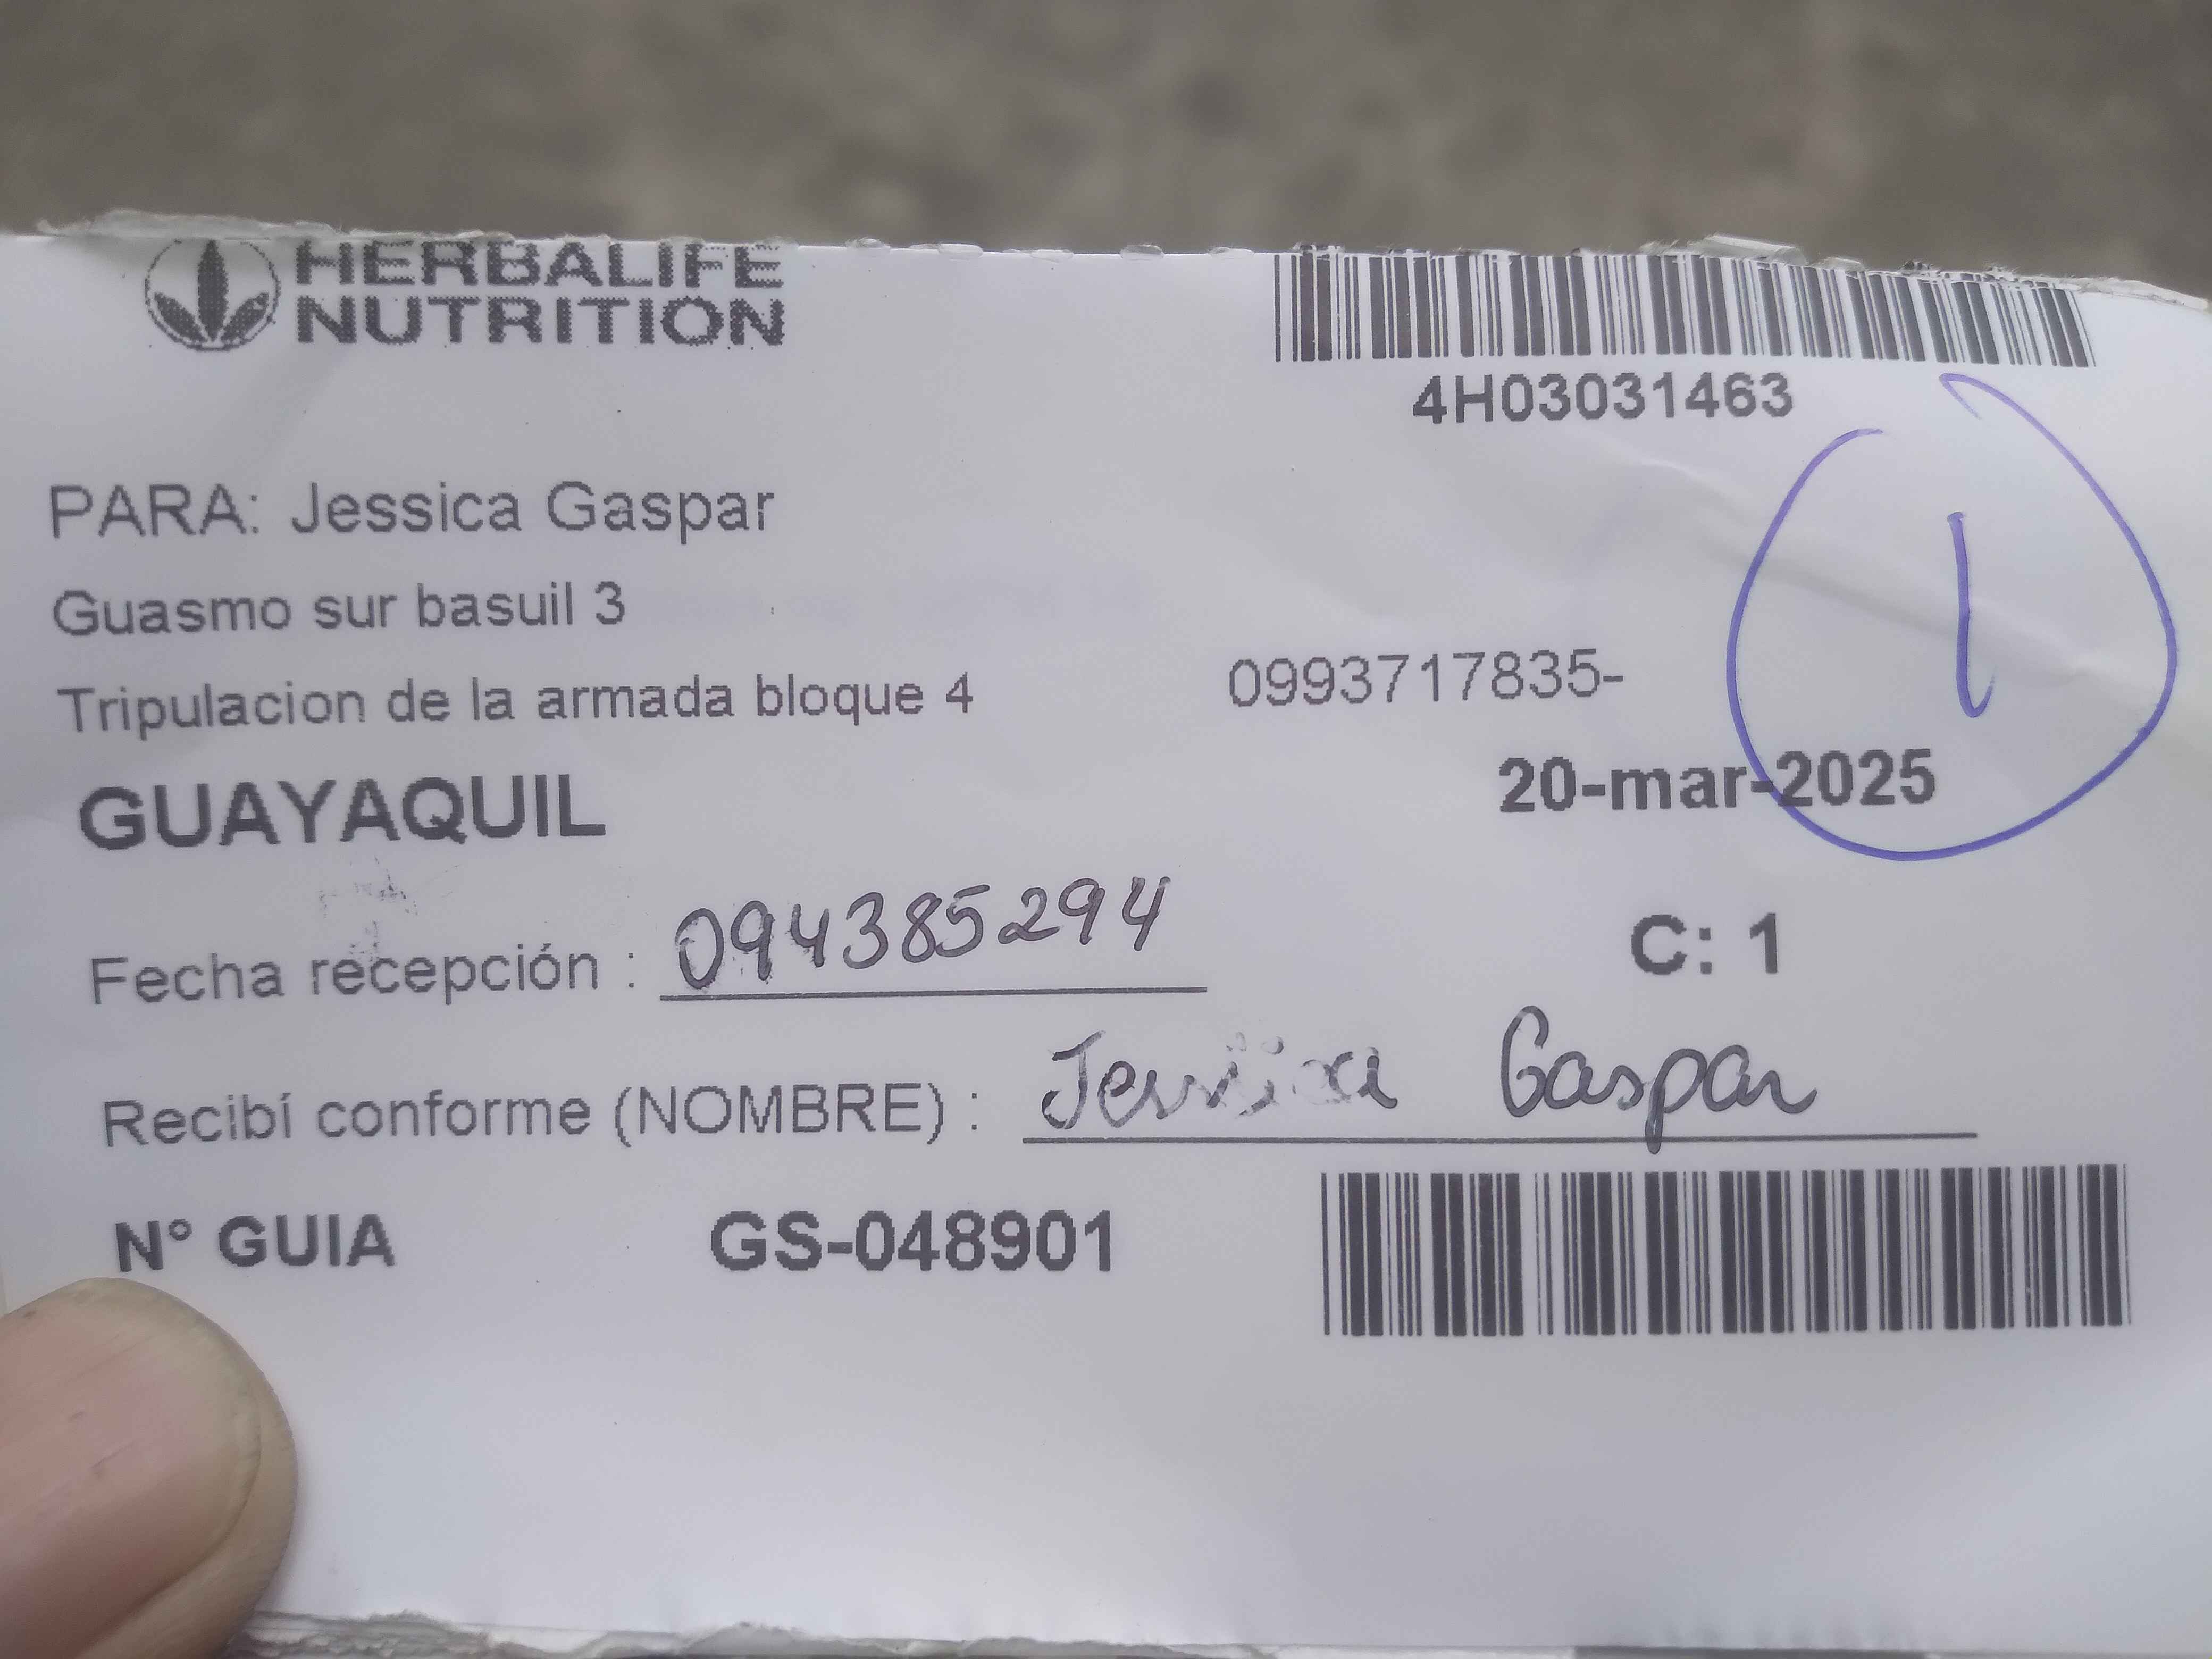 HERBALIFE
NUTRITION
4H03031463
PARA: Jessica Gaspar
Guasmo sur basuil 3
Tripulacion de la armada bloque 4
0993717835-
1
GUAYAQUIL
20-mar-2025
Fecha recepción : 094385294
C: 1
Recibí conforme (NOMBRE) : Jessica Gaspar
N° GUIA GS-048901